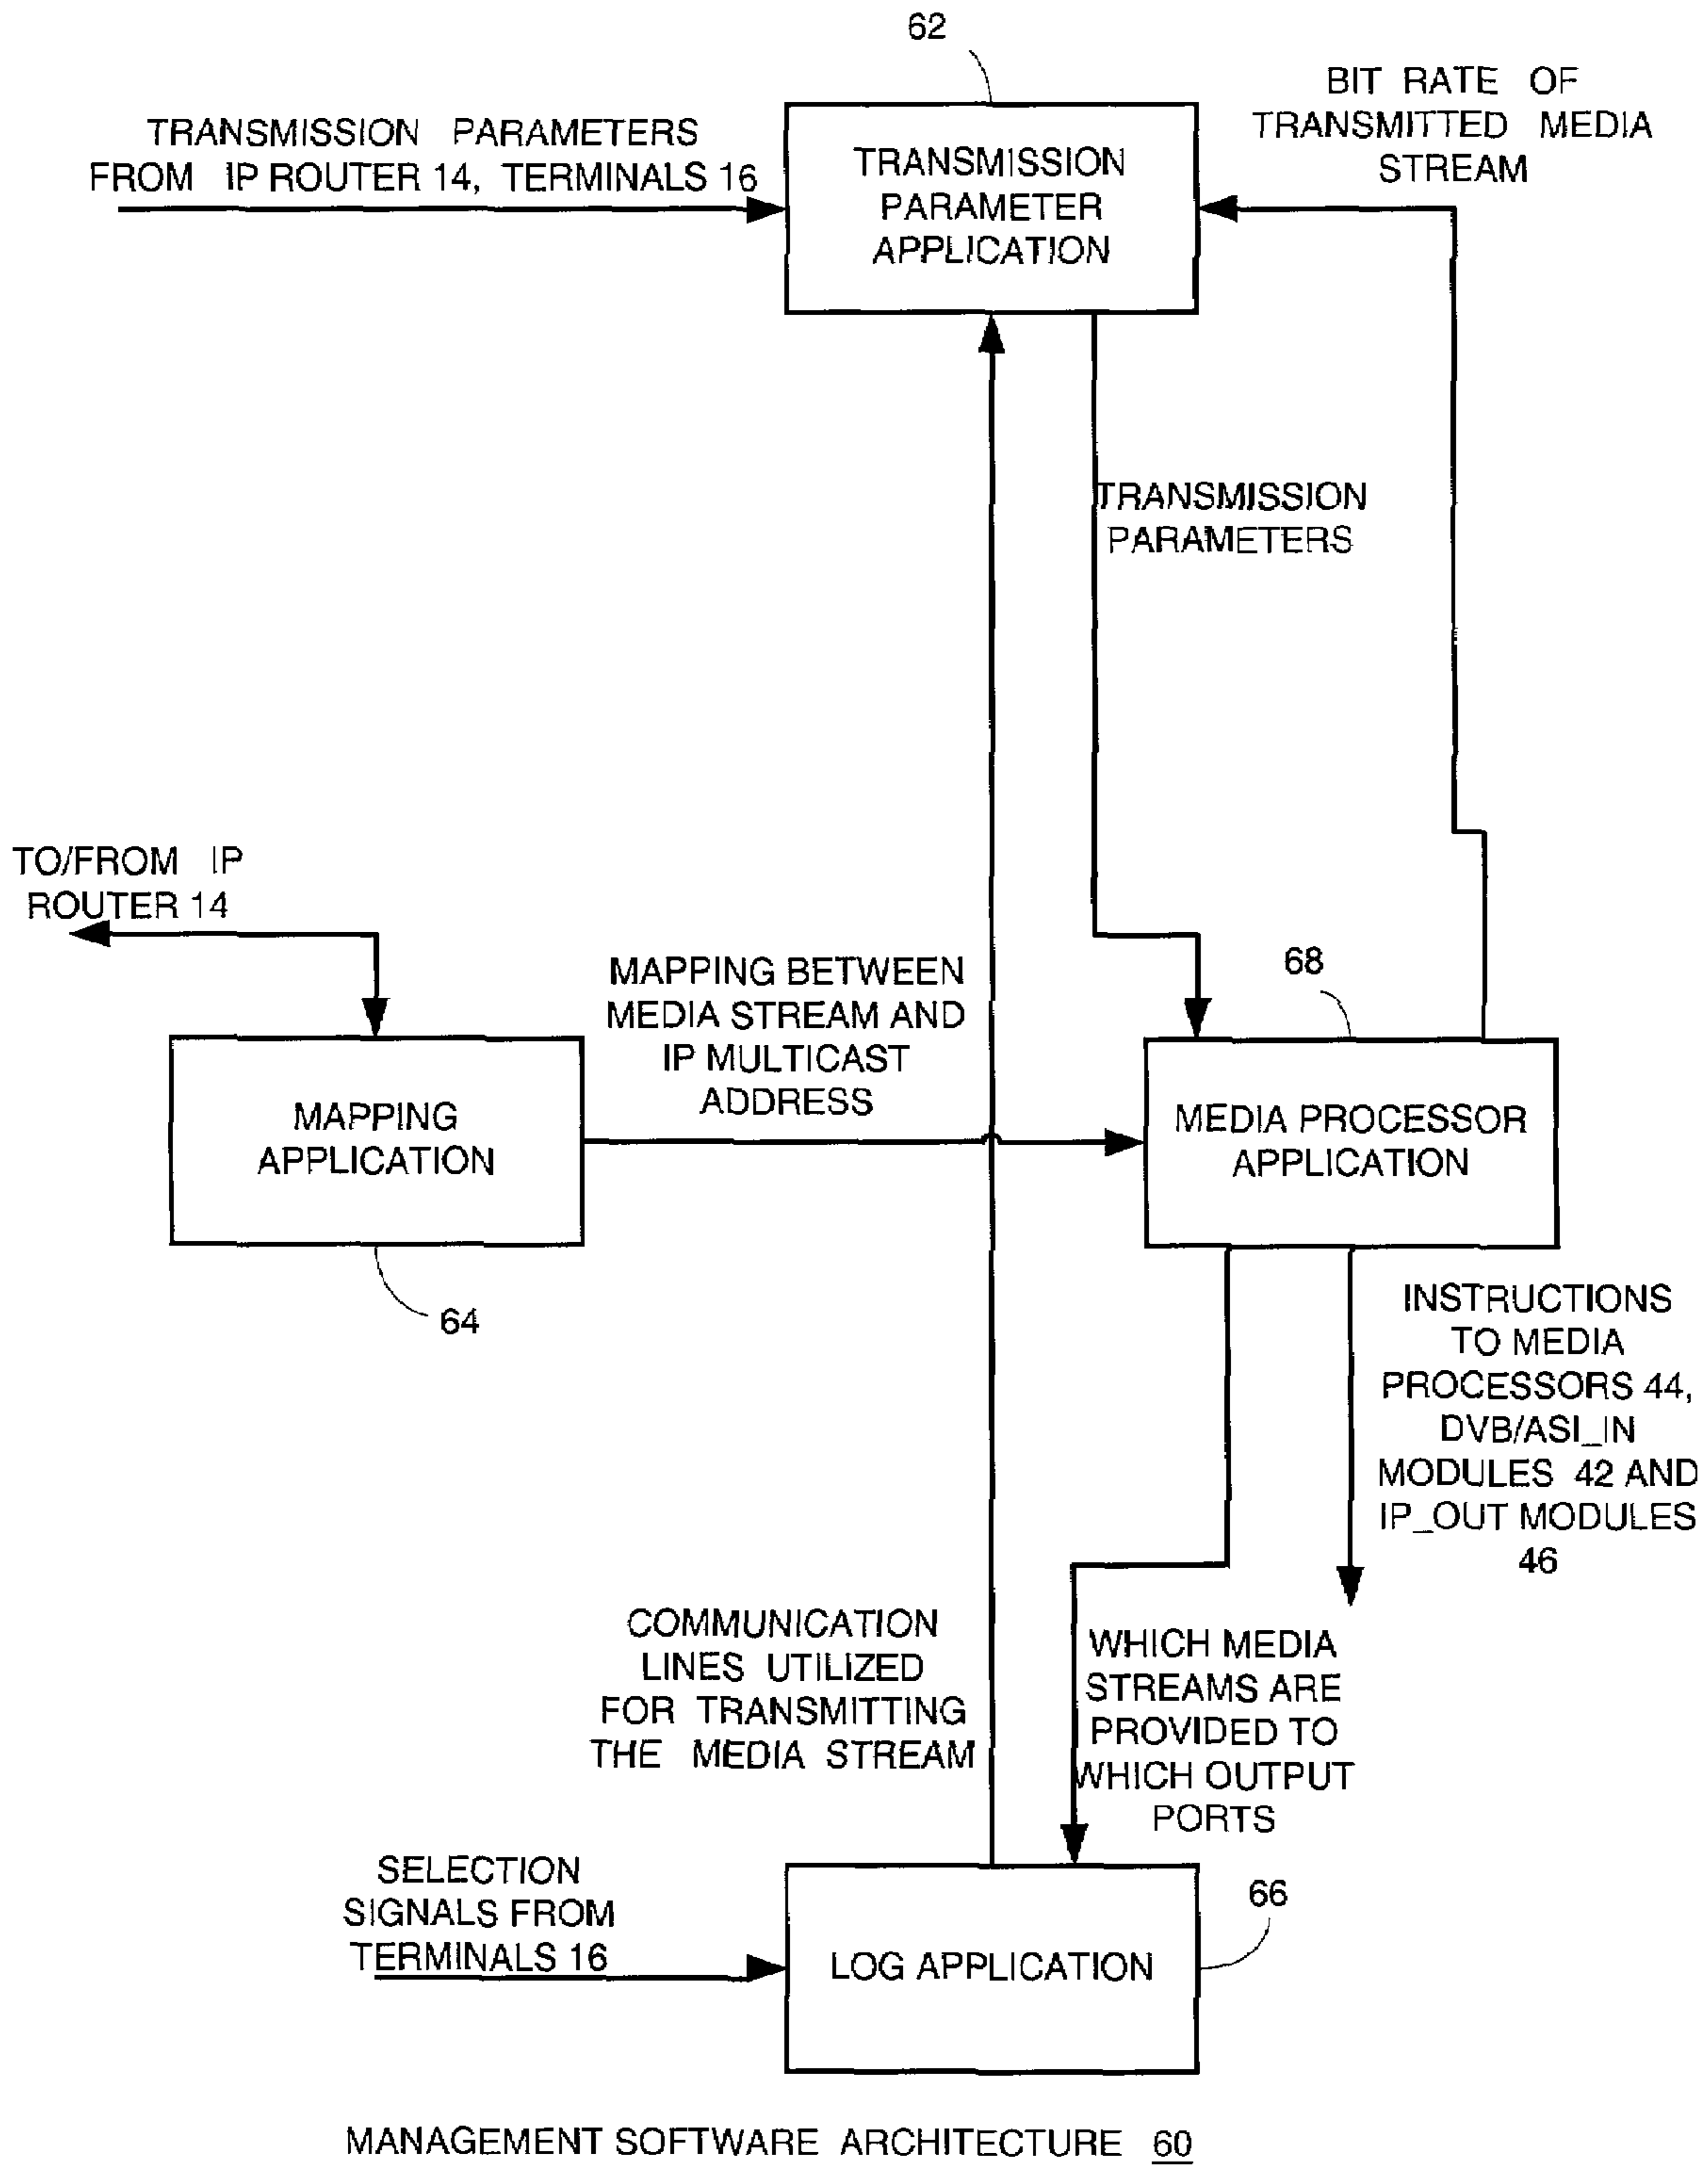 62
BIT RATE OF
TRANSMITTED MEDIA
STREAM
TRANSMISSION PARAMETERS
FROM IP ROUTER 14, TERMINALS 16
TRANSMISSION
PARAMETER
APPLICATION
TRANSMISSION
PARAMETERS
TO/FROM IP
ROUTER 14
MAPPING BETWEEN
MEDIA STREAM AND
IP MULTICAST
ADDRESS
68
MAPPING
APPLICATION
MEDIA PROCESSOR
APPLICATION
64
INSTRUCTIONS
TO MEDIA
PROCESSORS 44,
DVB/ASI_IN
MODULES 42 AND
IP_OUT MODULES
46
COMMUNICATION
LINES UTILIZED
FOR TRANSMITTING
THE MEDIA STREAM
WHICH MEDIA
STREAMS ARE
PROVIDED TO
WHICH OUTPUT
PORTS
SELECTION
SIGNALS FROM
TERMINALS 16
66
LOG APPLICATION
MANAGEMENT SOFTWARE ARCHITECTURE 60